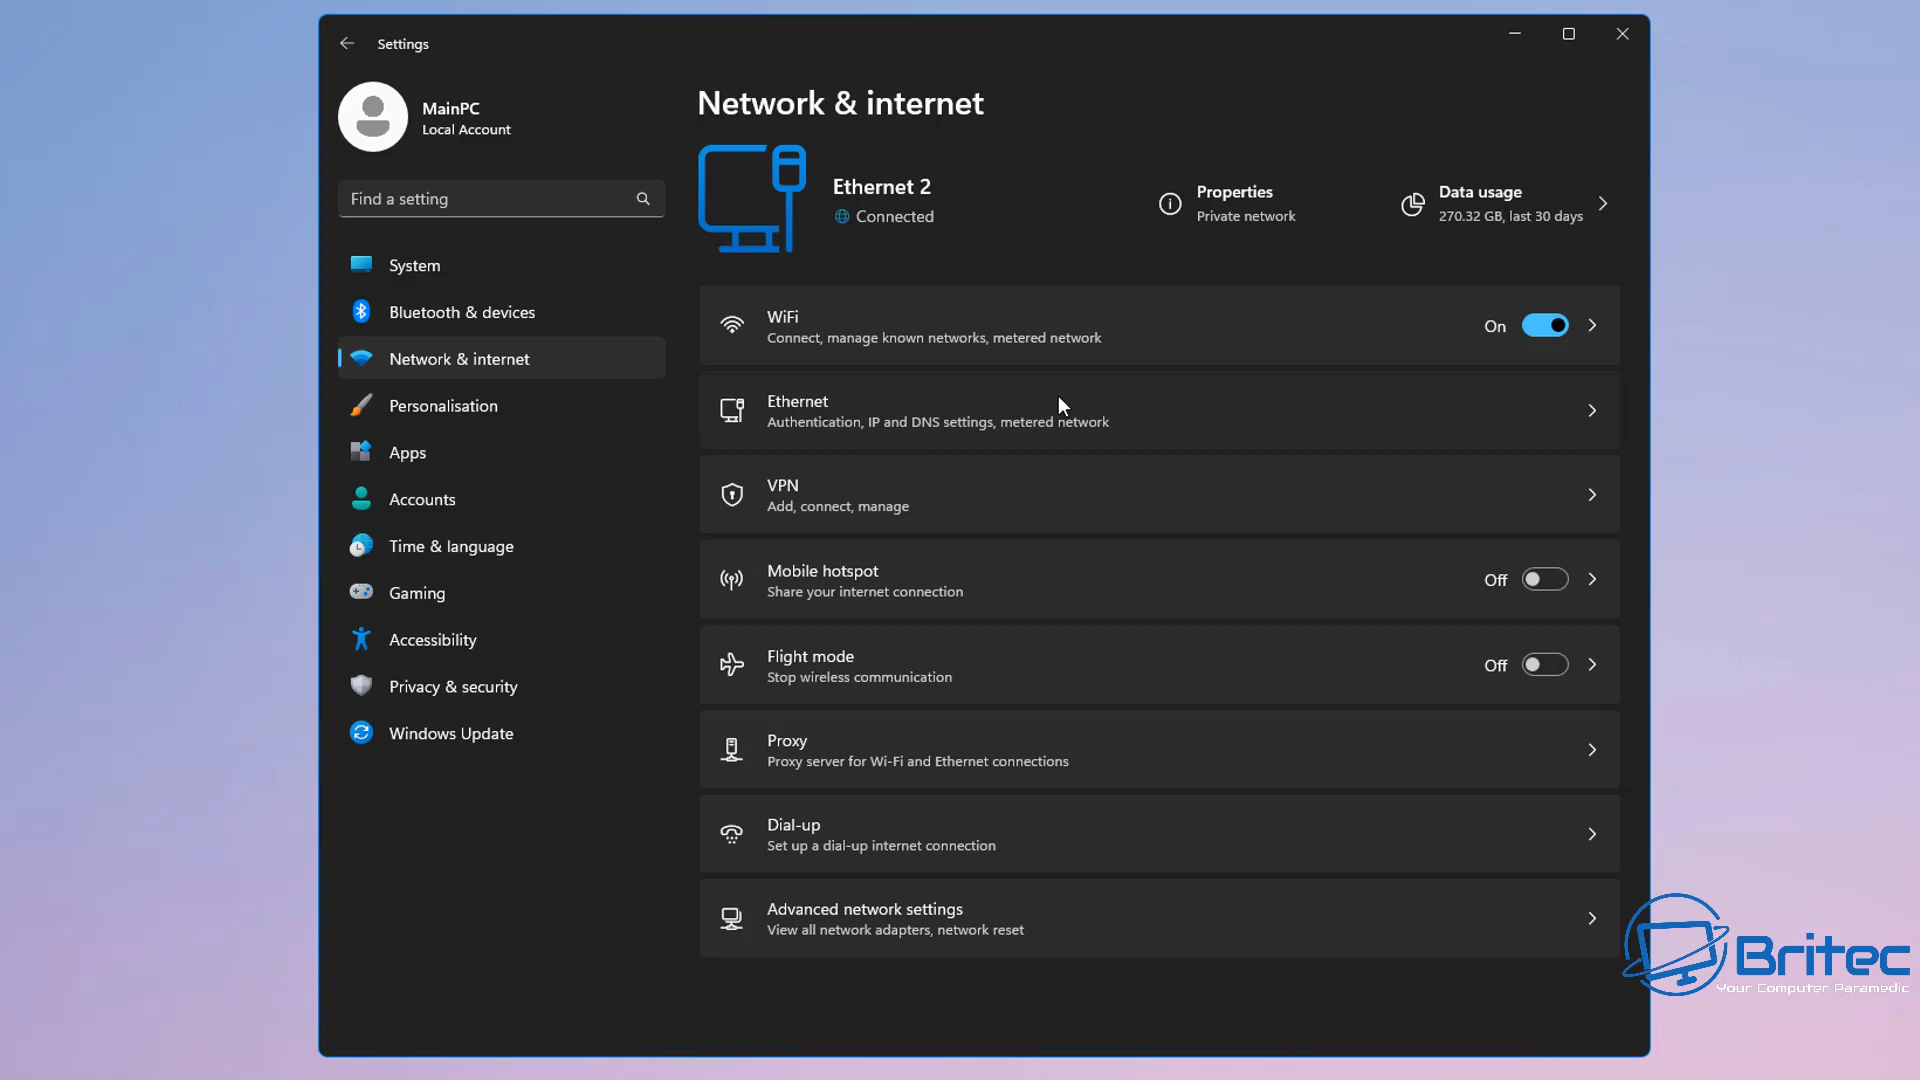 Settings
MainPC
Local Account
Find a setting
System
Bluetooth & devices
Network & internet
Personalisation
Apps
Accounts
Time & language
Gaming
Accessibility
Privacy & security
Windows Update
Network & internet
Ethernet 2
Connected
Properties
Private network
Data usage
270.32 GB, last 30 days
WiFi
Connect, manage known networks, metered network
On
Ethernet
Authentication, IP and DNS settings, metered network
VPN
Add, connect, manage
Mobile hotspot
Share your internet connection
Off
Flight mode
Stop wireless communication
Off
Proxy
Proxy server for Wi-Fi and Ethernet connections
Dial-up
Set up a dial-up internet connection
Advanced network settings
View all network adapters, network reset
Britec
Your Computer Paramedic